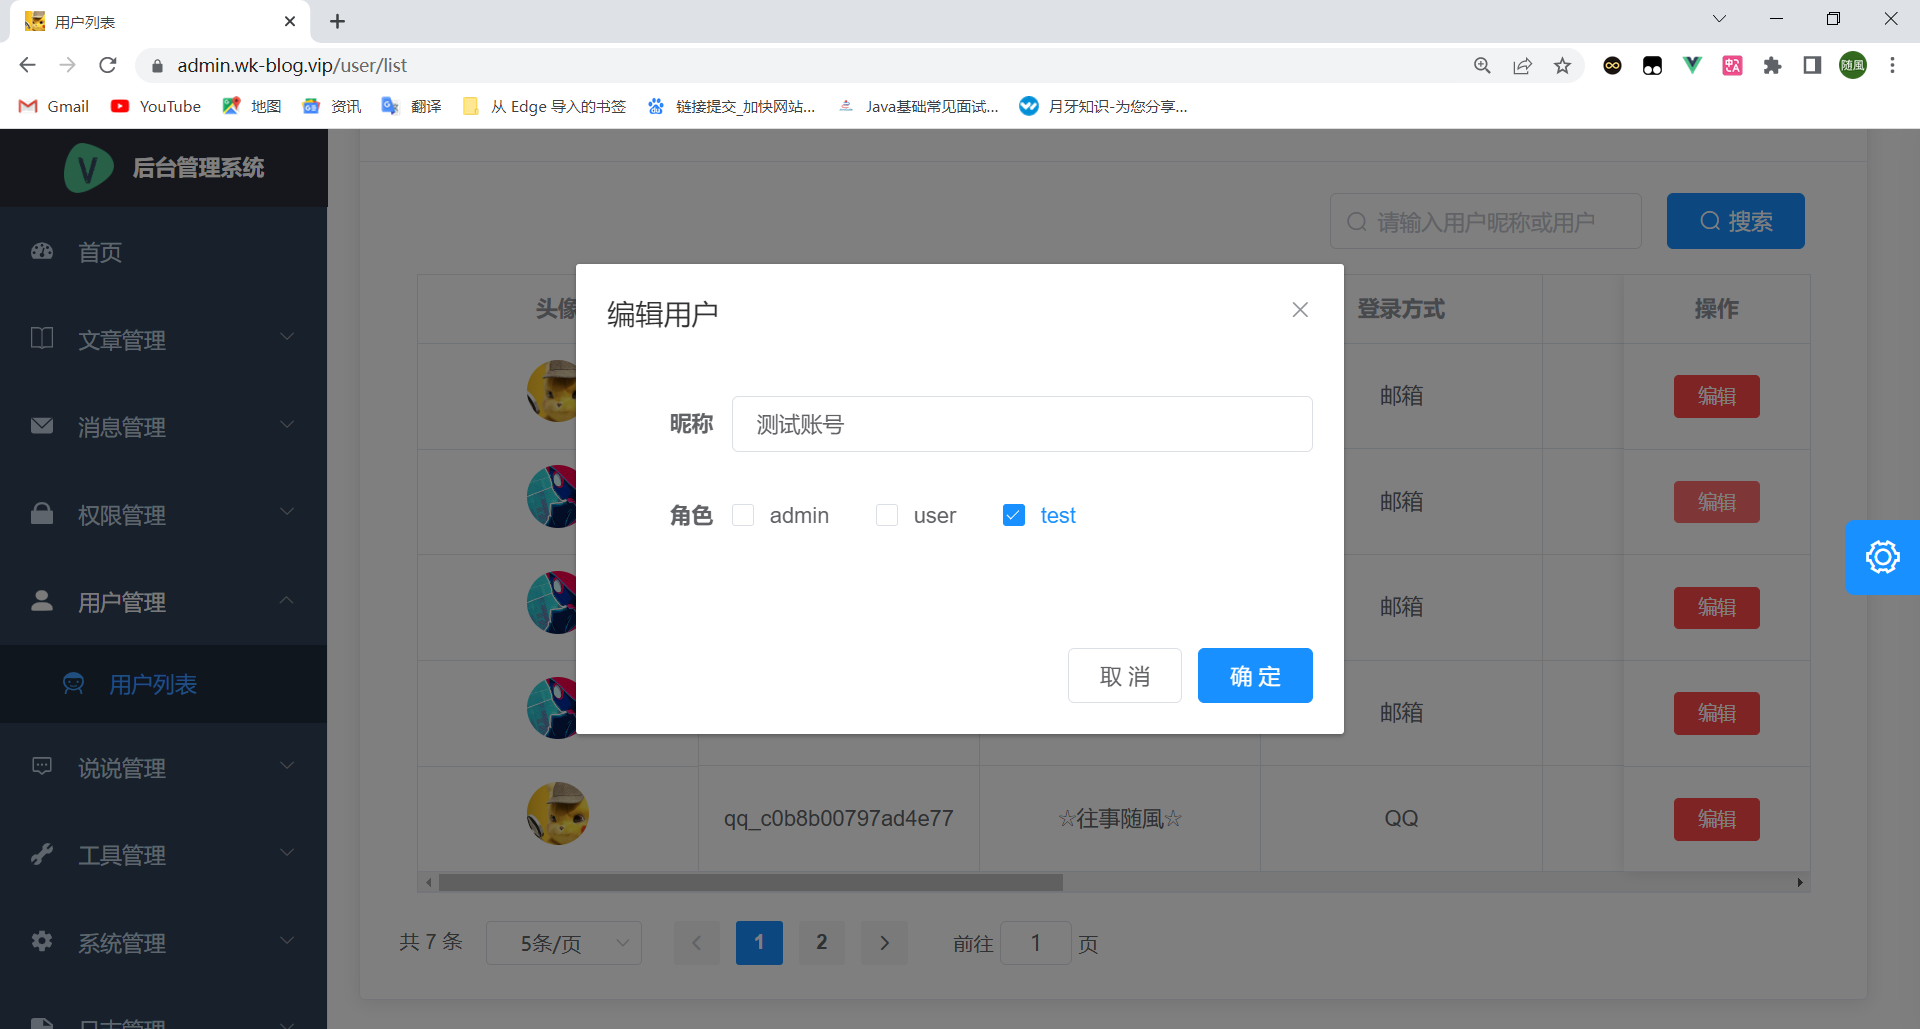 用户列表
admin.wk-blog.vip/user/list
随風
Gmail
YouTube
地图
资讯
翻译
从 Edge 导入的书签
链接提交_加快网站...
Java基础常见面试...
月牙知识-为您分享...
V
后台管理系统
首页
文章管理
消息管理
权限管理
用户管理
用户列表
说说管理
工具管理
系统管理
日志管理
请输入用户昵称或用户
搜索
头像
登录方式
操作
邮箱
编辑
邮箱
编辑
邮箱
编辑
邮箱
编辑
qq_c0b8b00797ad4e77
☆往事随風☆
QQ
编辑
编辑用户
昵称
测试账号
角色
admin
user
test
取 消
确 定
共 7 条
5条/页
1
2
前往
1
页